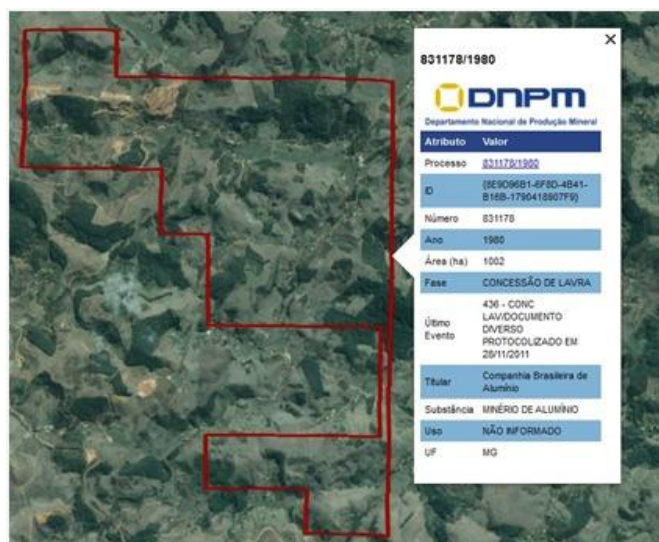 831178/1980
DNPM
Departamento Nacional de Produção Mineral
Atributo Valor
Processo 831178/1980
ID {8E9D96B1-6F8D-4B41-
B16B-1790418907F9}
Número 831178
Ano 1980
Área (ha) 1002
Fase CONCESSÃO DE LAVRA
Último Evento 436 - CONC
LAV/DOCUMENTO
DIVERSO
PROTOCOLIZADO EM
28/11/2011
Titular Companhia Brasileira de
Alumínio
Substância MINÉRIO DE ALUMÍNIO
Uso NÃO INFORMADO
UF MG